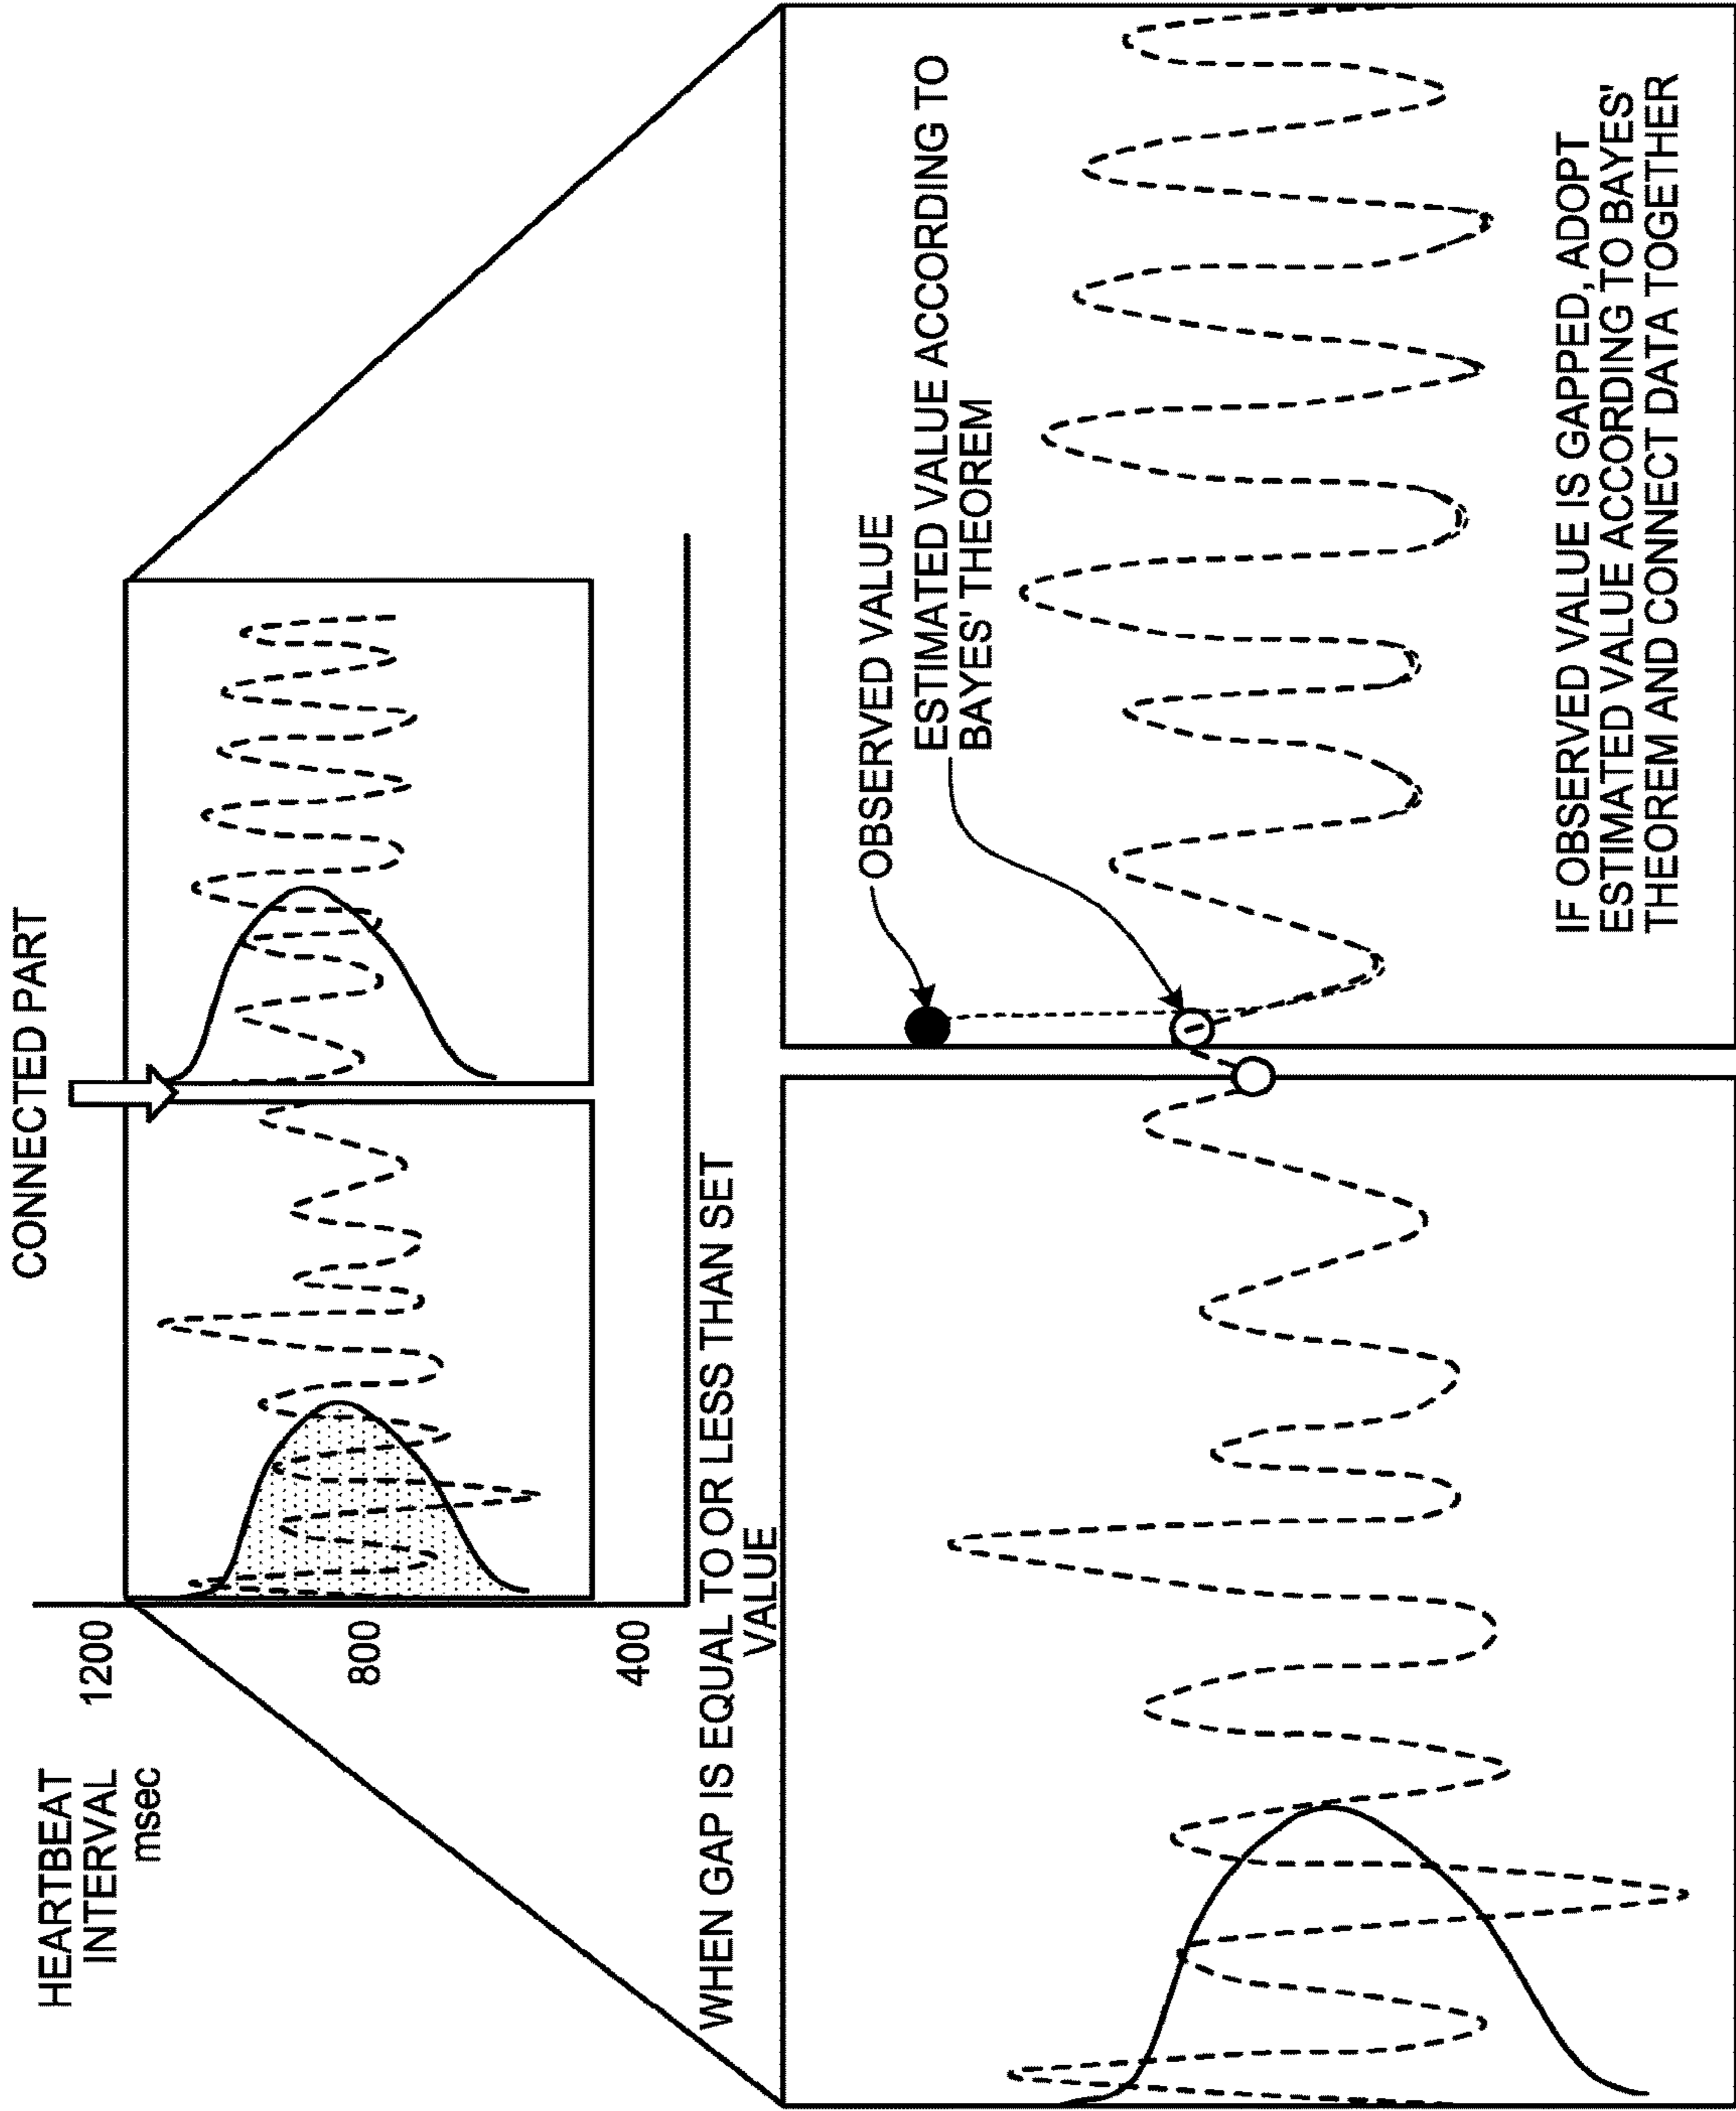 CONNECTED PART
HEARTBEAT
INTERVAL
msec
1200
800
400
WHEN GAP IS EQUAL TO OR LESS THAN SET
VALUE
OBSERVED VALUE
ESTIMATED VALUE ACCORDING TO
BAYES' THEOREM
IF OBSERVED VALUE IS GAPPED, ADOPT
ESTIMATED VALUE ACCORDING TO BAYES'
THEOREM AND CONNECT DATA TOGETHER